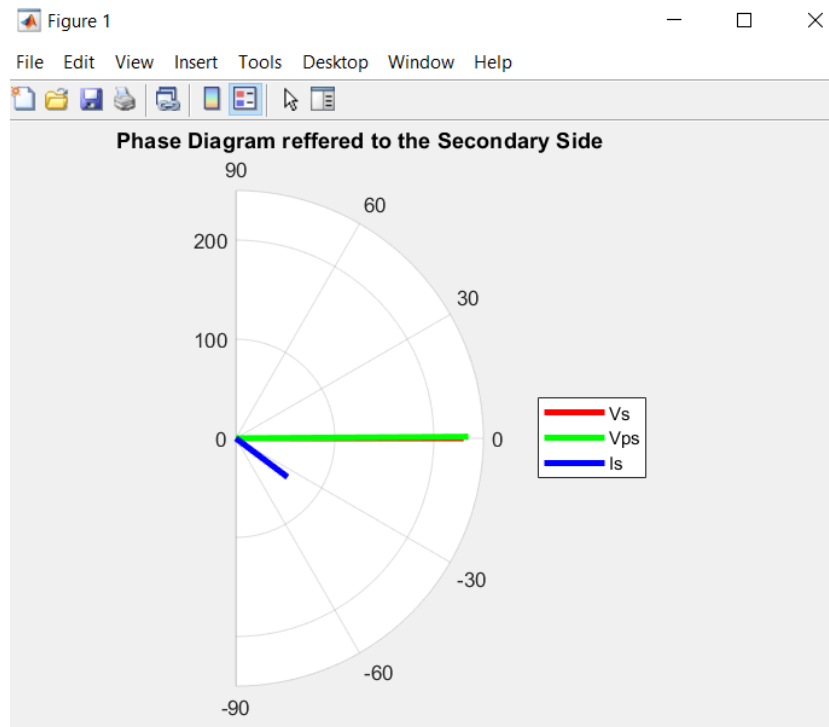 Figure 1
File Edit View Insert Tools Desktop Window Help
Phase Diagram reffered to the Secondary Side
90
60
200
30
100
0
0
Vs
Vps
Is
-30
-60
-90